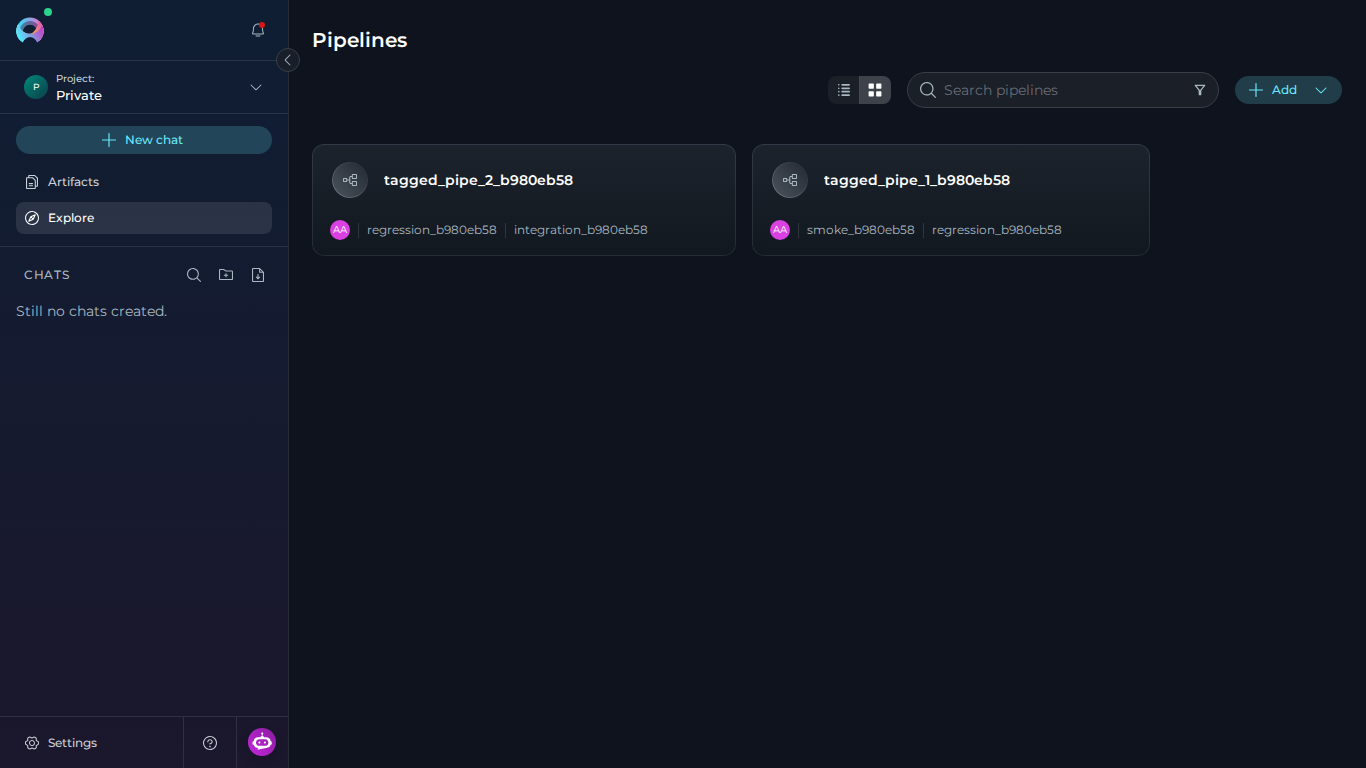 Project:
P
Private
New chat
Artifacts
Explore
CHATS
Still no chats created.
Settings
Pipelines
Search pipelines
Add
tagged_pipe_2_b980eb58
AA
regression_b980eb58
integration_b980eb58
tagged_pipe_1_b980eb58
AA
smoke_b980eb58
regression_b980eb58